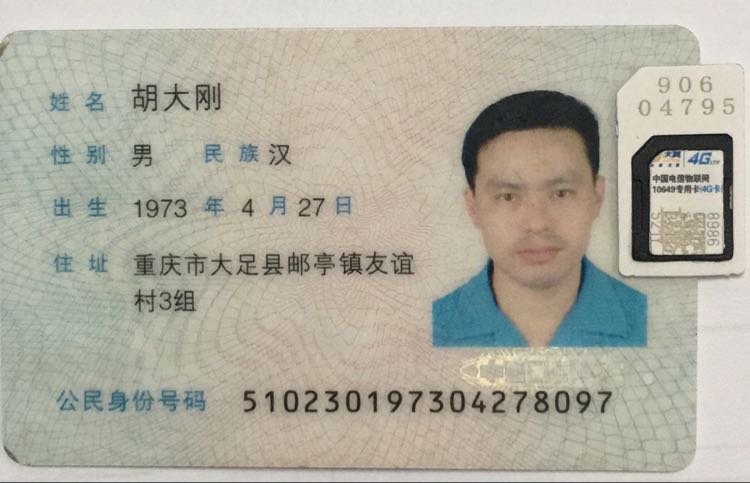 姓名 胡大刚
性别 男 民族 汉
出生 1973 年 4 月 27 日
住址 重庆市大足县邮亭镇友谊
村3组
公民身份号码 510230197304278097
906
04795
天翼 4G
中国电信物联网
10649专用卡(4G卡
9868